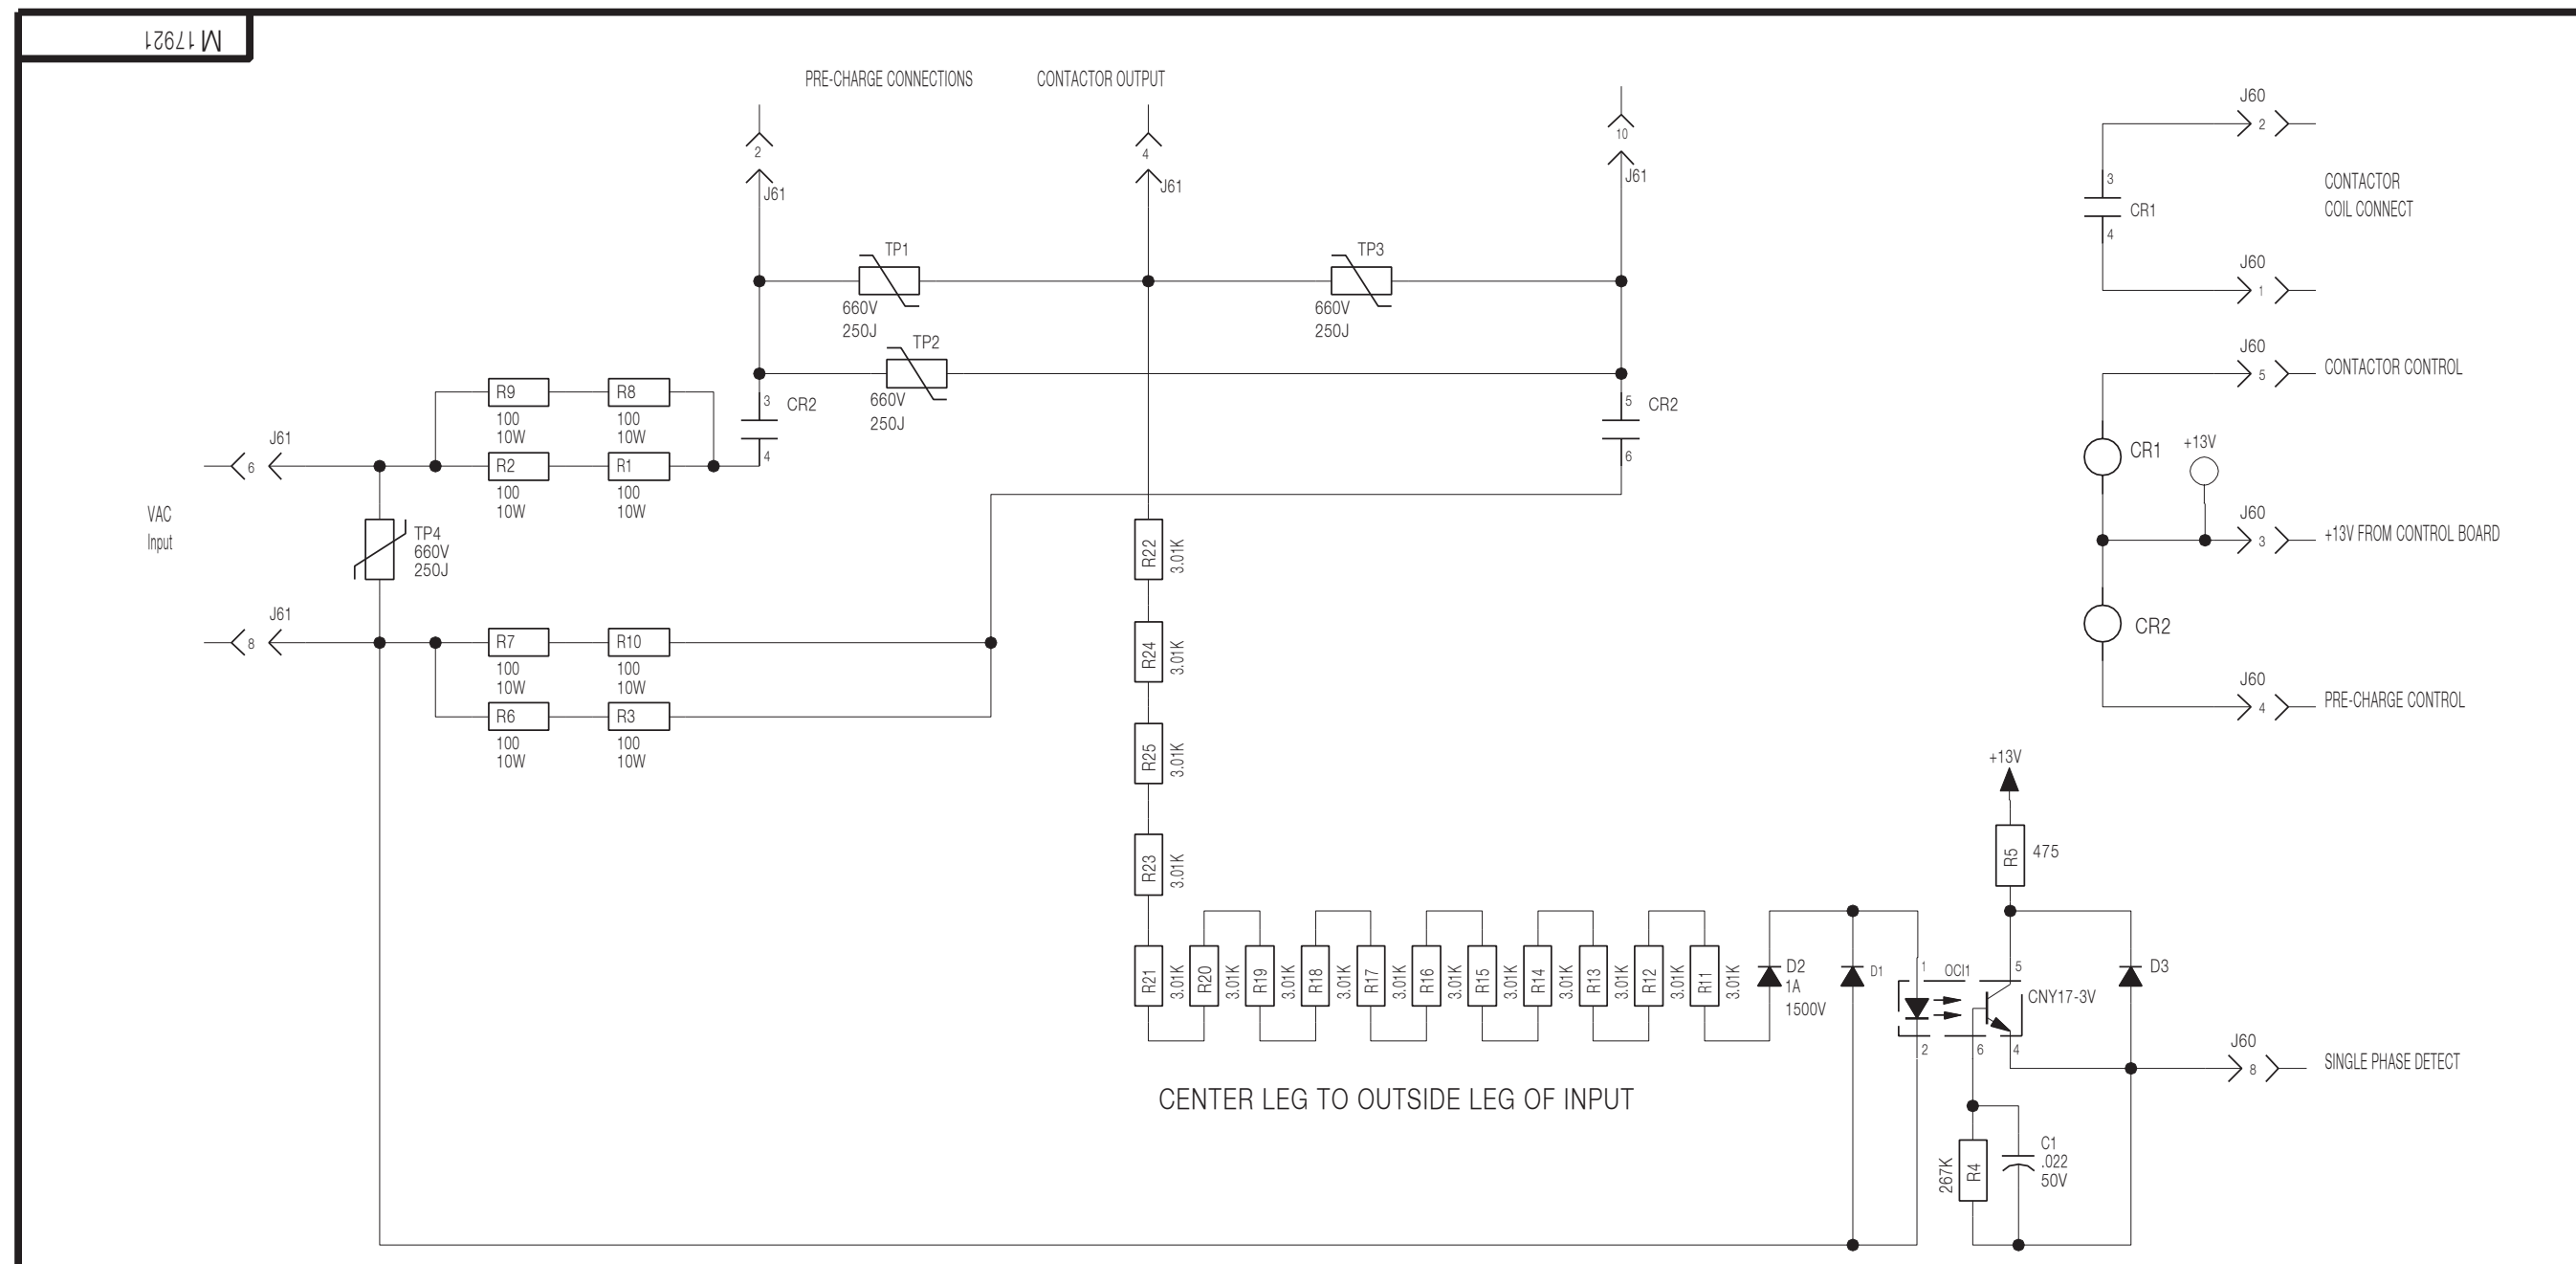 M17921
PRE-CHARGE CONNECTIONS
CONTACTOR OUTPUT
2
J61
4
J61
10
J61
J60
2
3
CR1
4
CONTACTOR
COIL CONNECT
J60
1
TP1
660V
250J
TP3
660V
250J
TP2
660V
250J
J60
5
CONTACTOR CONTROL
R9
100
10W
R8
100
10W
3
CR2
4
5
CR2
6
J61
6
R2
100
10W
R1
100
10W
CR1
+13V
VAC
Input
TP4
660V
250J
J60
3
+13V FROM CONTROL BOARD
R22
3.01K
J61
8
R7
100
10W
R10
100
10W
R24
3.01K
CR2
J60
4
PRE-CHARGE CONTROL
R6
100
10W
R3
100
10W
R25
3.01K
+13V
R23
3.01K
R5
475
R21
3.01K
R20
3.01K
R19
3.01K
R18
3.01K
R17
3.01K
R16
3.01K
R15
3.01K
R14
3.01K
R13
3.01K
R12
3.01K
R11
3.01K
D2
1A
1500V
D1
1
OCI1
5
CNY17-3V
2
6
4
D3
J60
8
SINGLE PHASE DETECT
CENTER LEG TO OUTSIDE LEG OF INPUT
267K
R4
C1
.022
50V